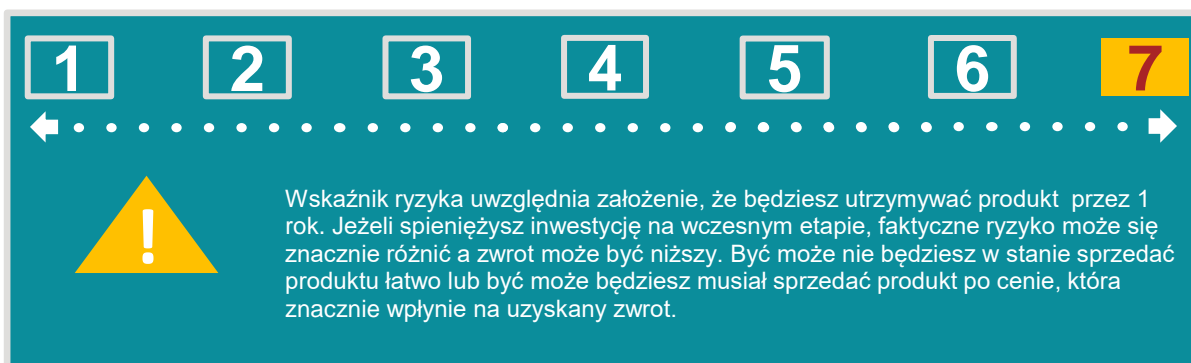 1 2 3 4 5 6 7
!
Wskaźnik ryzyka uwzględnia założenie, że będziesz utrzymywać produkt  przez 1
rok. Jeżeli spieniężysz inwestycję na wczesnym etapie, faktyczne ryzyko może się
znacznie różnić a zwrot może być niższy. Być może nie będziesz w stanie sprzedać
produktu łatwo lub być może będziesz musiał sprzedać produkt po cenie, która
znacznie wpłynie na uzyskany zwrot.